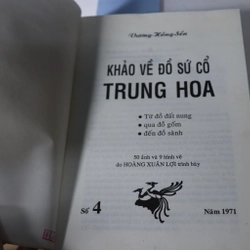 Vương Hồng Sển
KHẢO VỀ ĐỒ SỨ CỔ
TRUNG HOA
• Từ đồ đất nung
• qua đồ gốm
• đến đồ sành
50 ảnh và 9 hình vẽ
do HOÀNG XUÂN LỢI trình bày
Số 4
Năm 1971